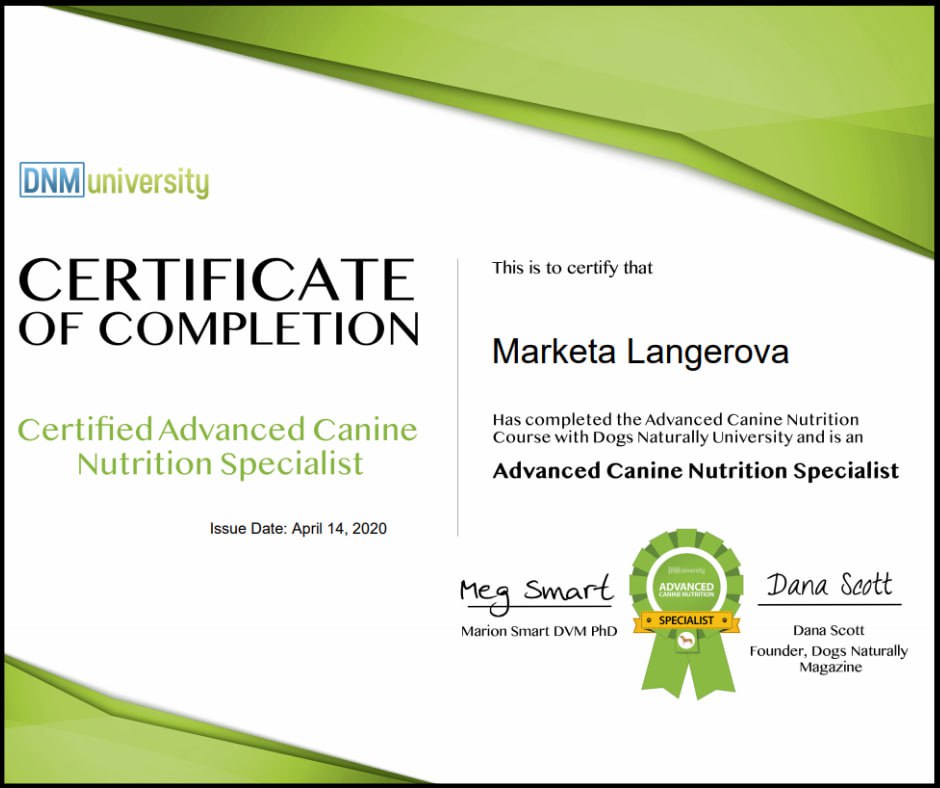 DNMuniversity
CERTIFICATE
OF COMPLETION
Certified Advanced Canine
Nutrition Specialist
Issue Date: April 14, 2020
This is to certify that
Marketa Langerova
Has completed the Advanced Canine Nutrition
Course with Dogs Naturally University and is an
Advanced Canine Nutrition Specialist
Meg Smart
Marion Smart DVM PhD
DNMuniversity
ADVANCED
CANINE NUTRITION
SPECIALIST
Dana Scott
Dana Scott
Founder, Dogs Naturally
Magazine